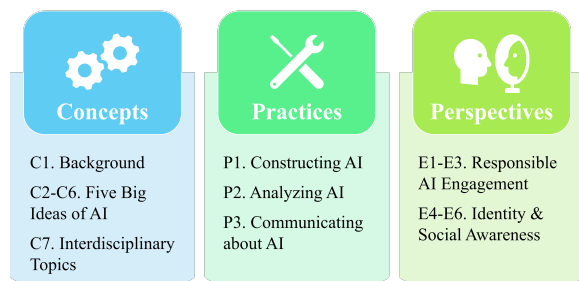 Concepts
C1. Background
C2-C6. Five Big
Ideas of AI
C7. Interdisciplinary
Topics
Practices
P1. Constructing AI
P2. Analyzing AI
P3. Communicating
about AI
Perspectives
E1-E3. Responsible
AI Engagement
E4-E6. Identity &
Social Awareness